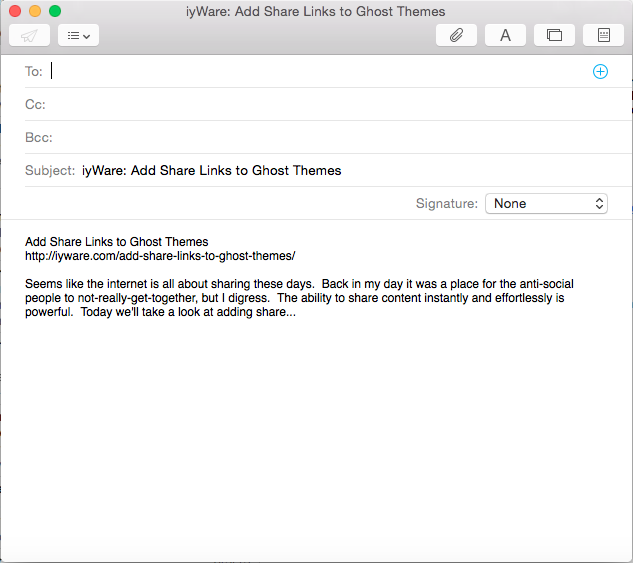 iyWare: Add Share Links to Ghost Themes
A
To:
Cc:
Bcc:
Subject: iyWare: Add Share Links to Ghost Themes
Signature: None
Add Share Links to Ghost Themes
http://iyware.com/add-share-links-to-ghost-themes/
Seems like the internet is all about sharing these days.  Back in my day it was a place for the anti-social
people to not-really-get-together, but I digress.  The ability to share content instantly and effortlessly is
powerful.  Today we'll take a look at adding share...